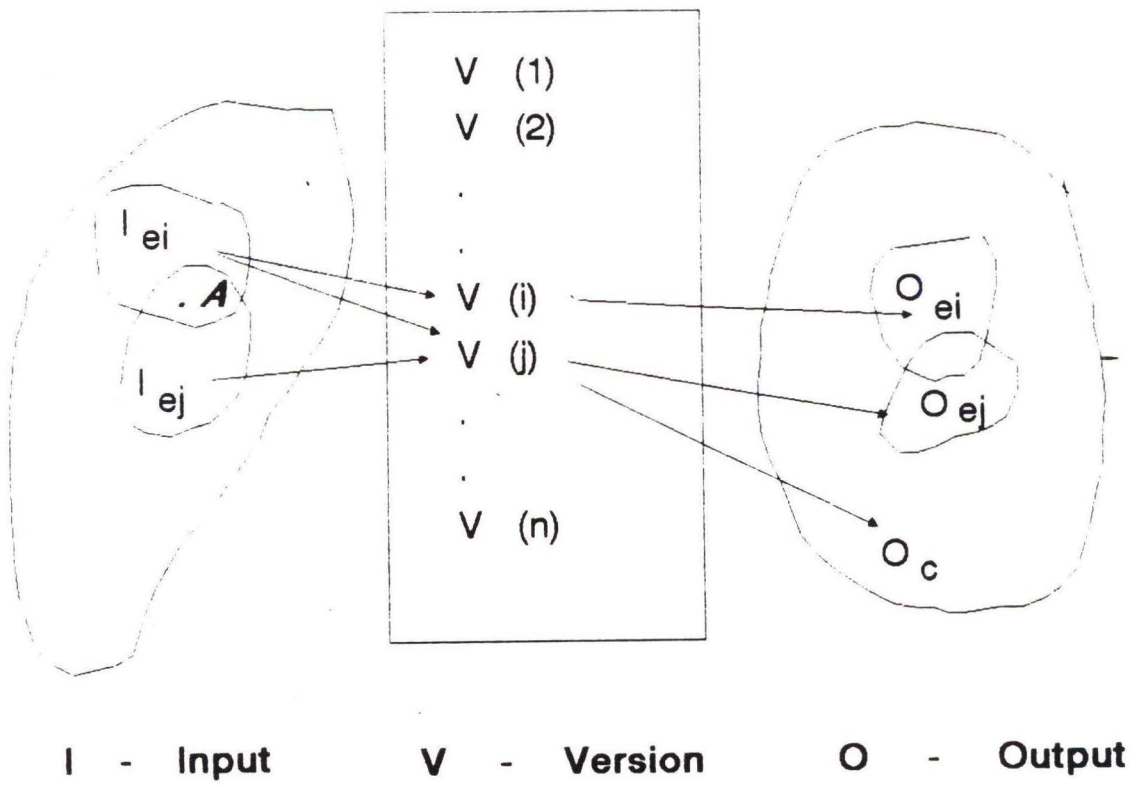 V (1)
V (2)
.
.
I ei
. A
V (i)
O ei
V (j)
I ej
O ej
.
.
V (n)
O c
I - Input V - Version O - Output